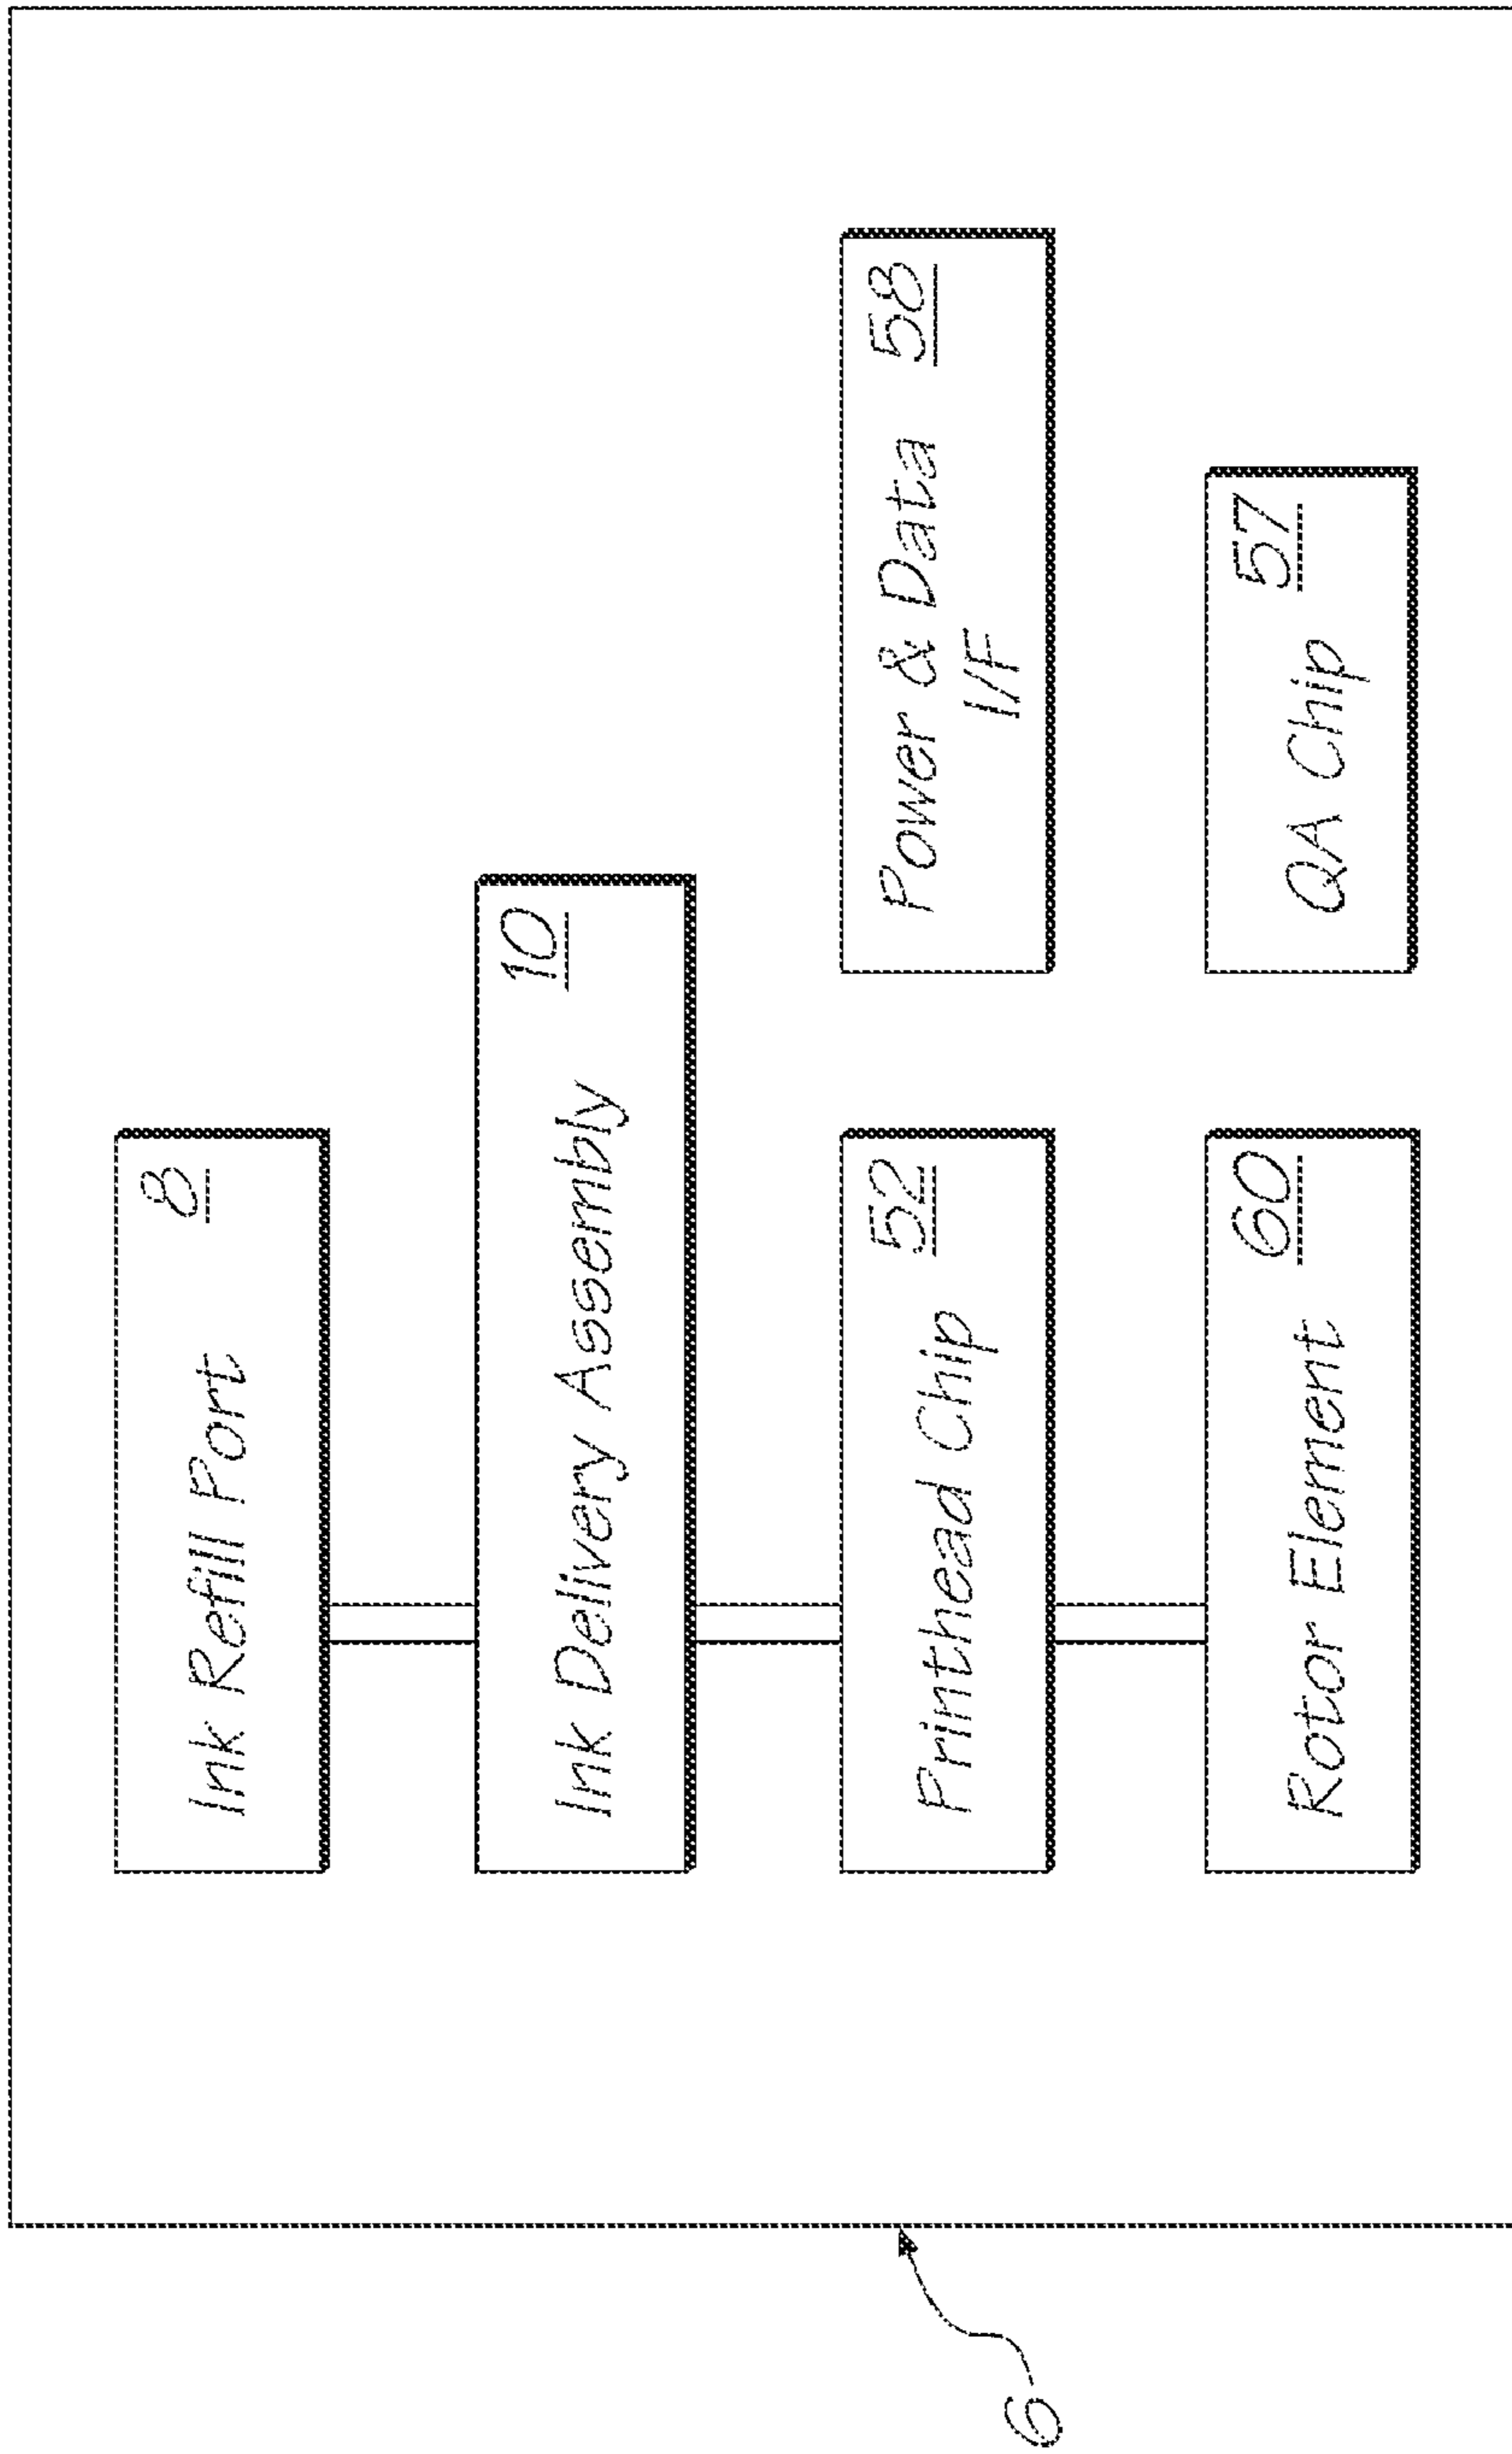 Ink Refill Port 8
Ink Delivery Assembly 10
Printhead Chip 52
Power & Data 58
I/F
Rotor Element 60
QA Chip 57
6